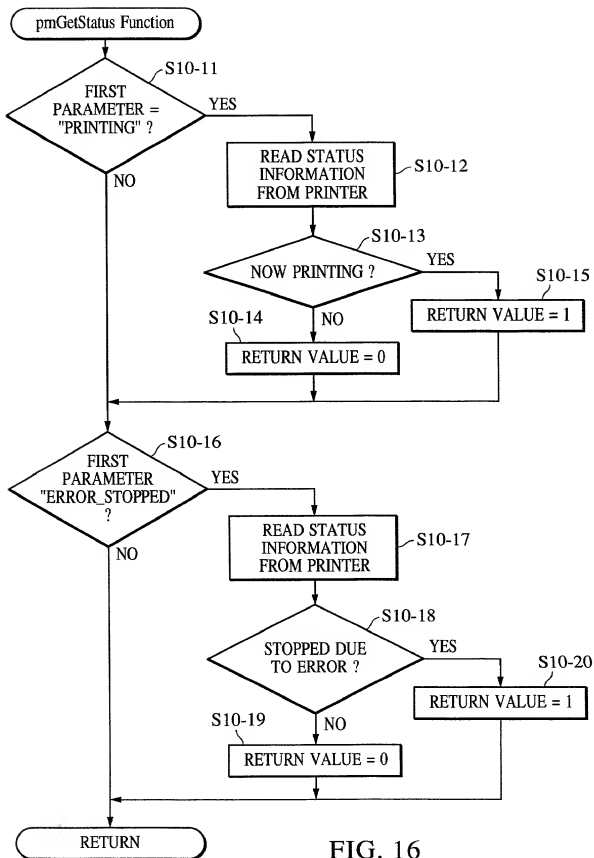 prnGetStatus Function
S10-11
FIRST
PARAMETER =
"PRINTING" ?
YES
NO
READ STATUS
INFORMATION
FROM PRINTER
S10-12
S10-13
NOW PRINTING ?
YES
NO
S10-15
RETURN VALUE = 1
S10-14
RETURN VALUE = 0
S10-16
FIRST
PARAMETER
"ERROR_STOPPED"
?
YES
NO
READ STATUS
INFORMATION
FROM PRINTER
S10-17
S10-18
STOPPED DUE
TO ERROR ?
YES
NO
S10-20
RETURN VALUE = 1
S10-19
RETURN VALUE = 0
RETURN
FIG. 16